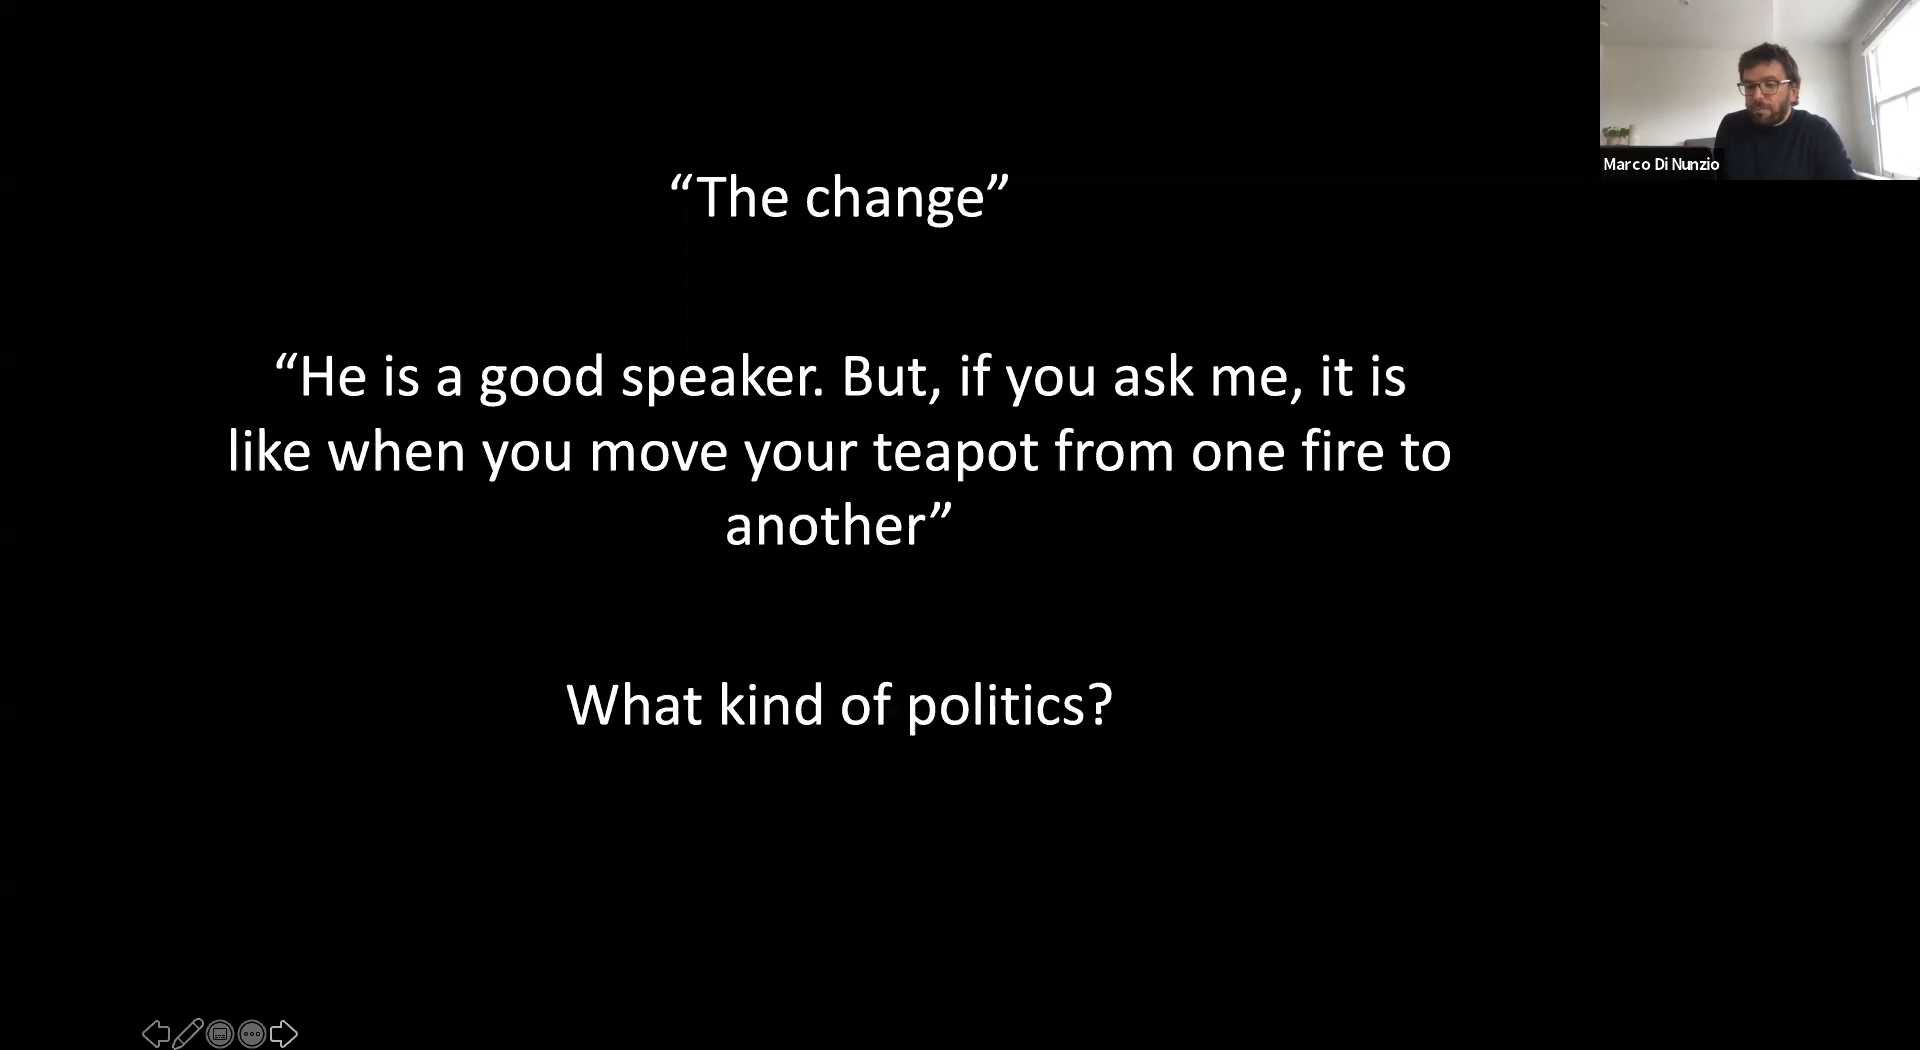 Marco Di Nunzio
“The change”
“He is a good speaker. But, if you ask me, it is
like when you move your teapot from one fire to
another”
What kind of politics?